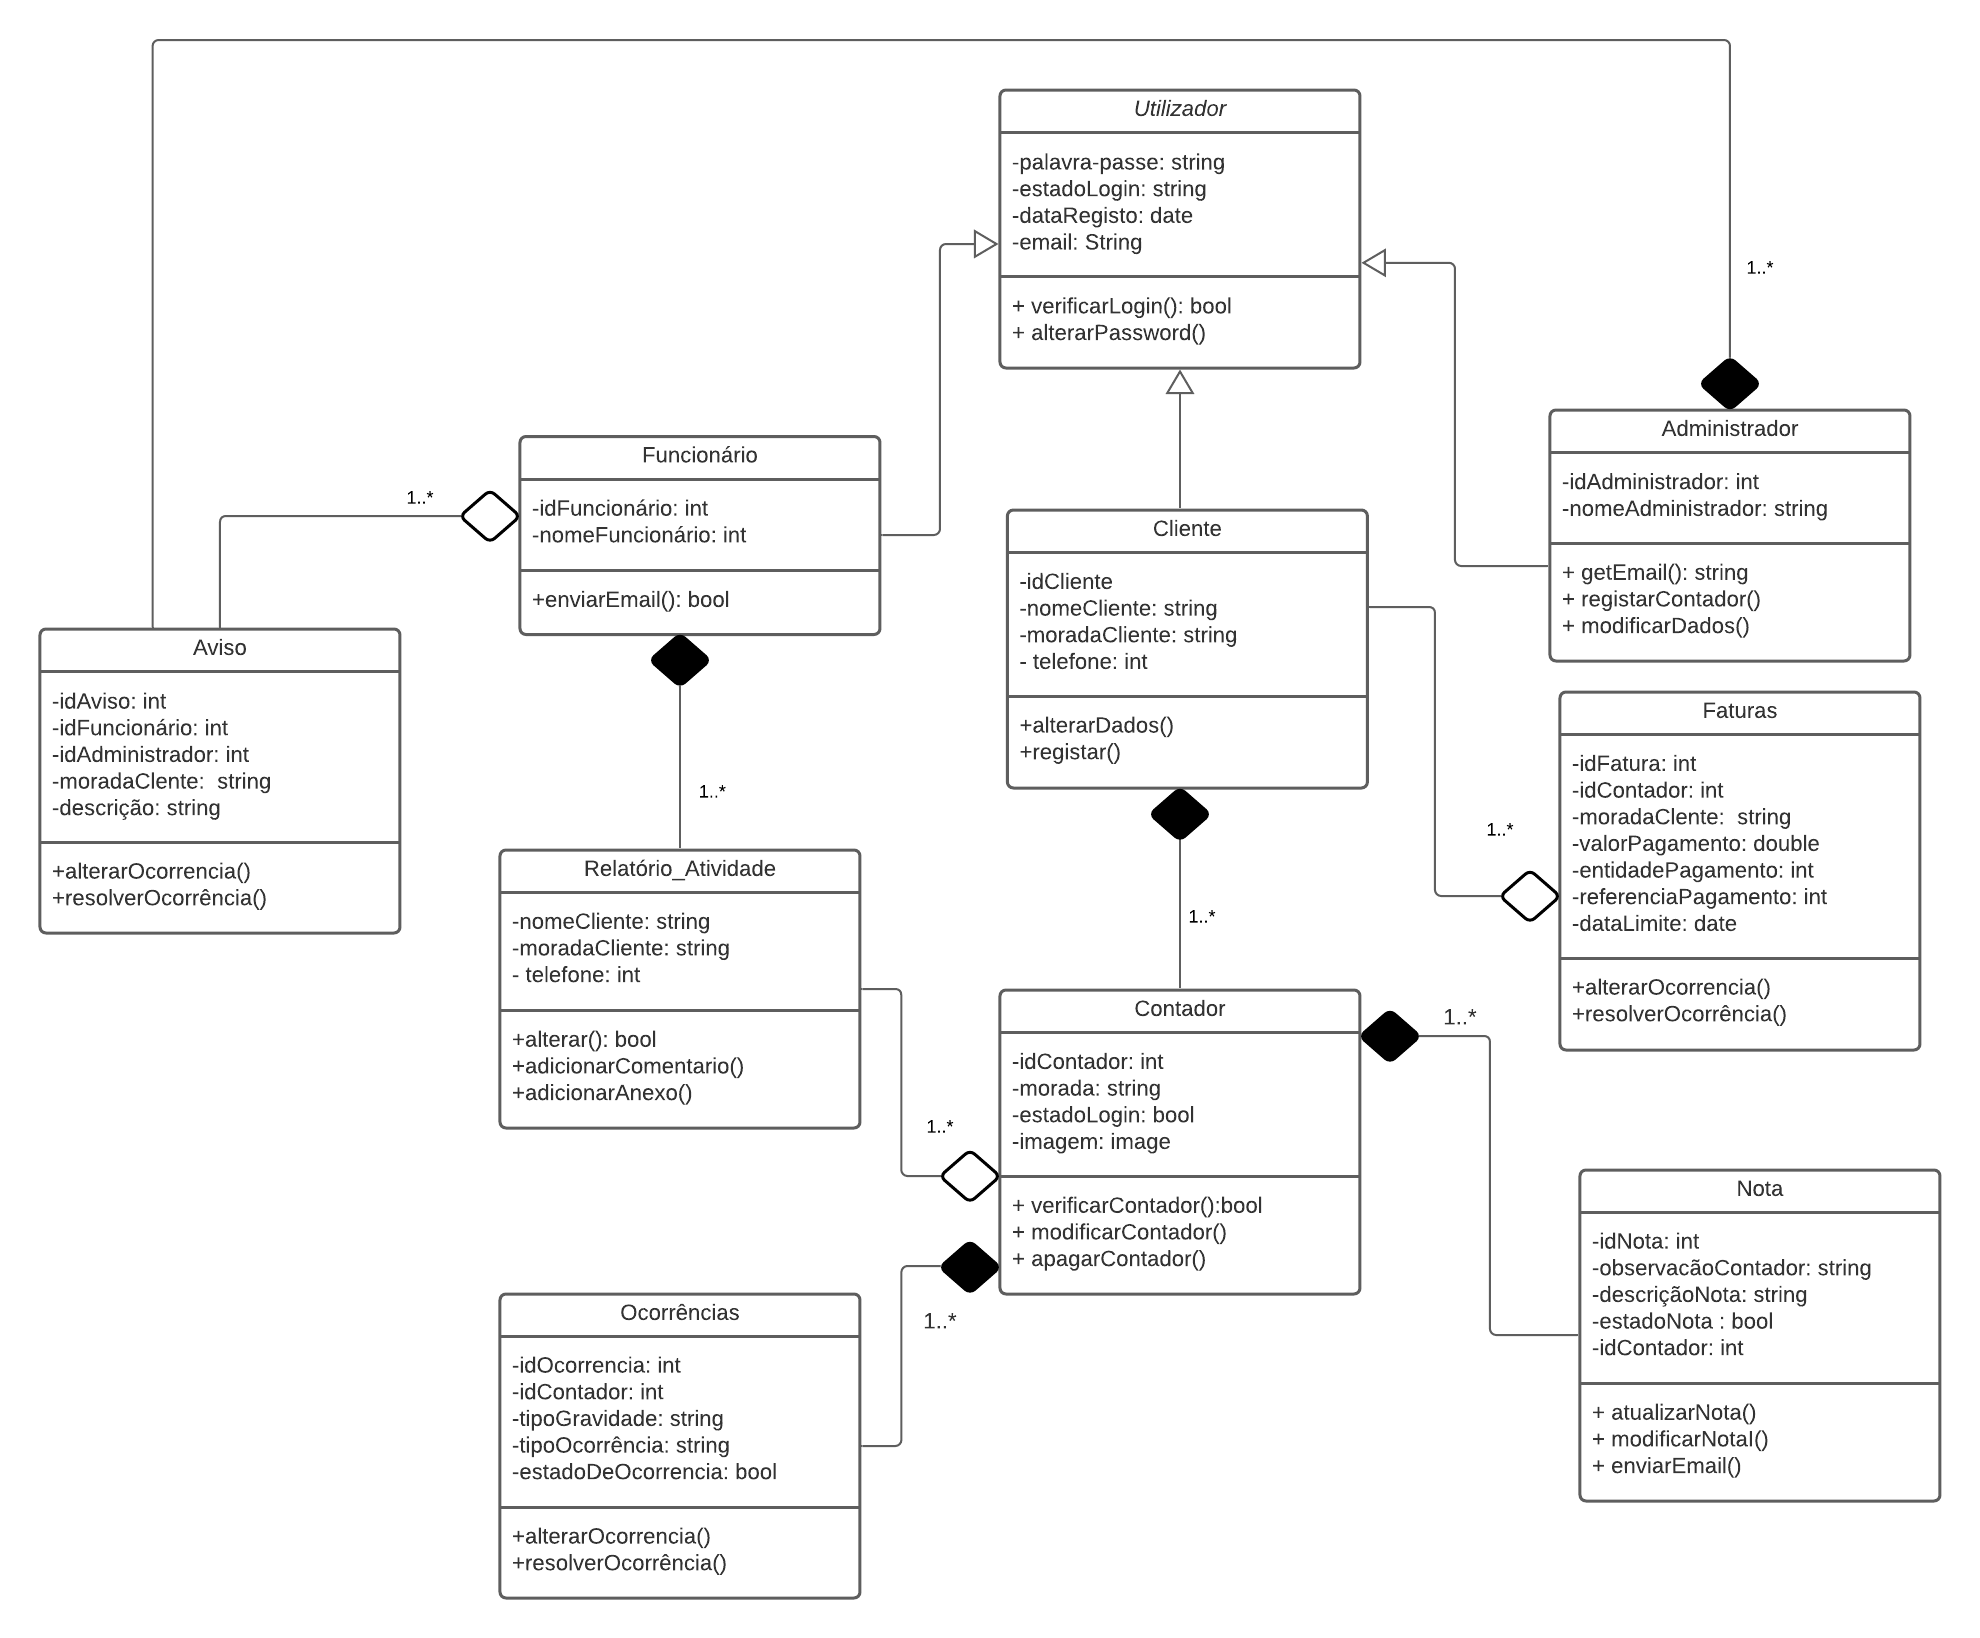 Utilizador
-palavra-passe: string
-estadoLogin: string
-dataRegisto: date
-email: String
+ verificarLogin(): bool
+ alterarPassword()
1..*
Administrador
-idAdministrador: int
-nomeAdministrador: string
+ getEmail(): string
+ registarContador()
+ modificarDados()
Funcionário
-idFuncionário: int
-nomeFuncionário: int
+enviarEmail(): bool
1..*
Cliente
-idCliente
-nomeCliente: string
-moradaCliente: string
- telefone: int
+alterarDados()
+registar()
Aviso
-idAviso: int
-idFuncionário: int
-idAdministrador: int
-moradaClente:  string
-descrição: string
+alterarOcorrencia()
+resolverOcorrência()
Faturas
-idFatura: int
-idContador: int
-moradaClente:  string
-valorPagamento: double
-entidadePagamento: int
-referenciaPagamento: int
-dataLimite: date
+alterarOcorrencia()
+resolverOcorrência()
1..*
1..*
1..*
Relatório_Atividade
-nomeCliente: string
-moradaCliente: string
- telefone: int
+alterar(): bool
+adicionarComentario()
+adicionarAnexo()
1..*
Contador
-idContador: int
-morada: string
-estadoLogin: bool
-imagem: image
+ verificarContador():bool
+ modificarContador()
+ apagarContador()
1..*
1..*
Nota
-idNota: int
-observacãoContador: string
-descriçãoNota: string
-estadoNota : bool
-idContador: int
+ atualizarNota()
+ modificarNotaI()
+ enviarEmail()
Ocorrências
-idOcorrencia: int
-idContador: int
-tipoGravidade: string
-tipoOcorrência: string
-estadoDeOcorrencia: bool
+alterarOcorrencia()
+resolverOcorrência()